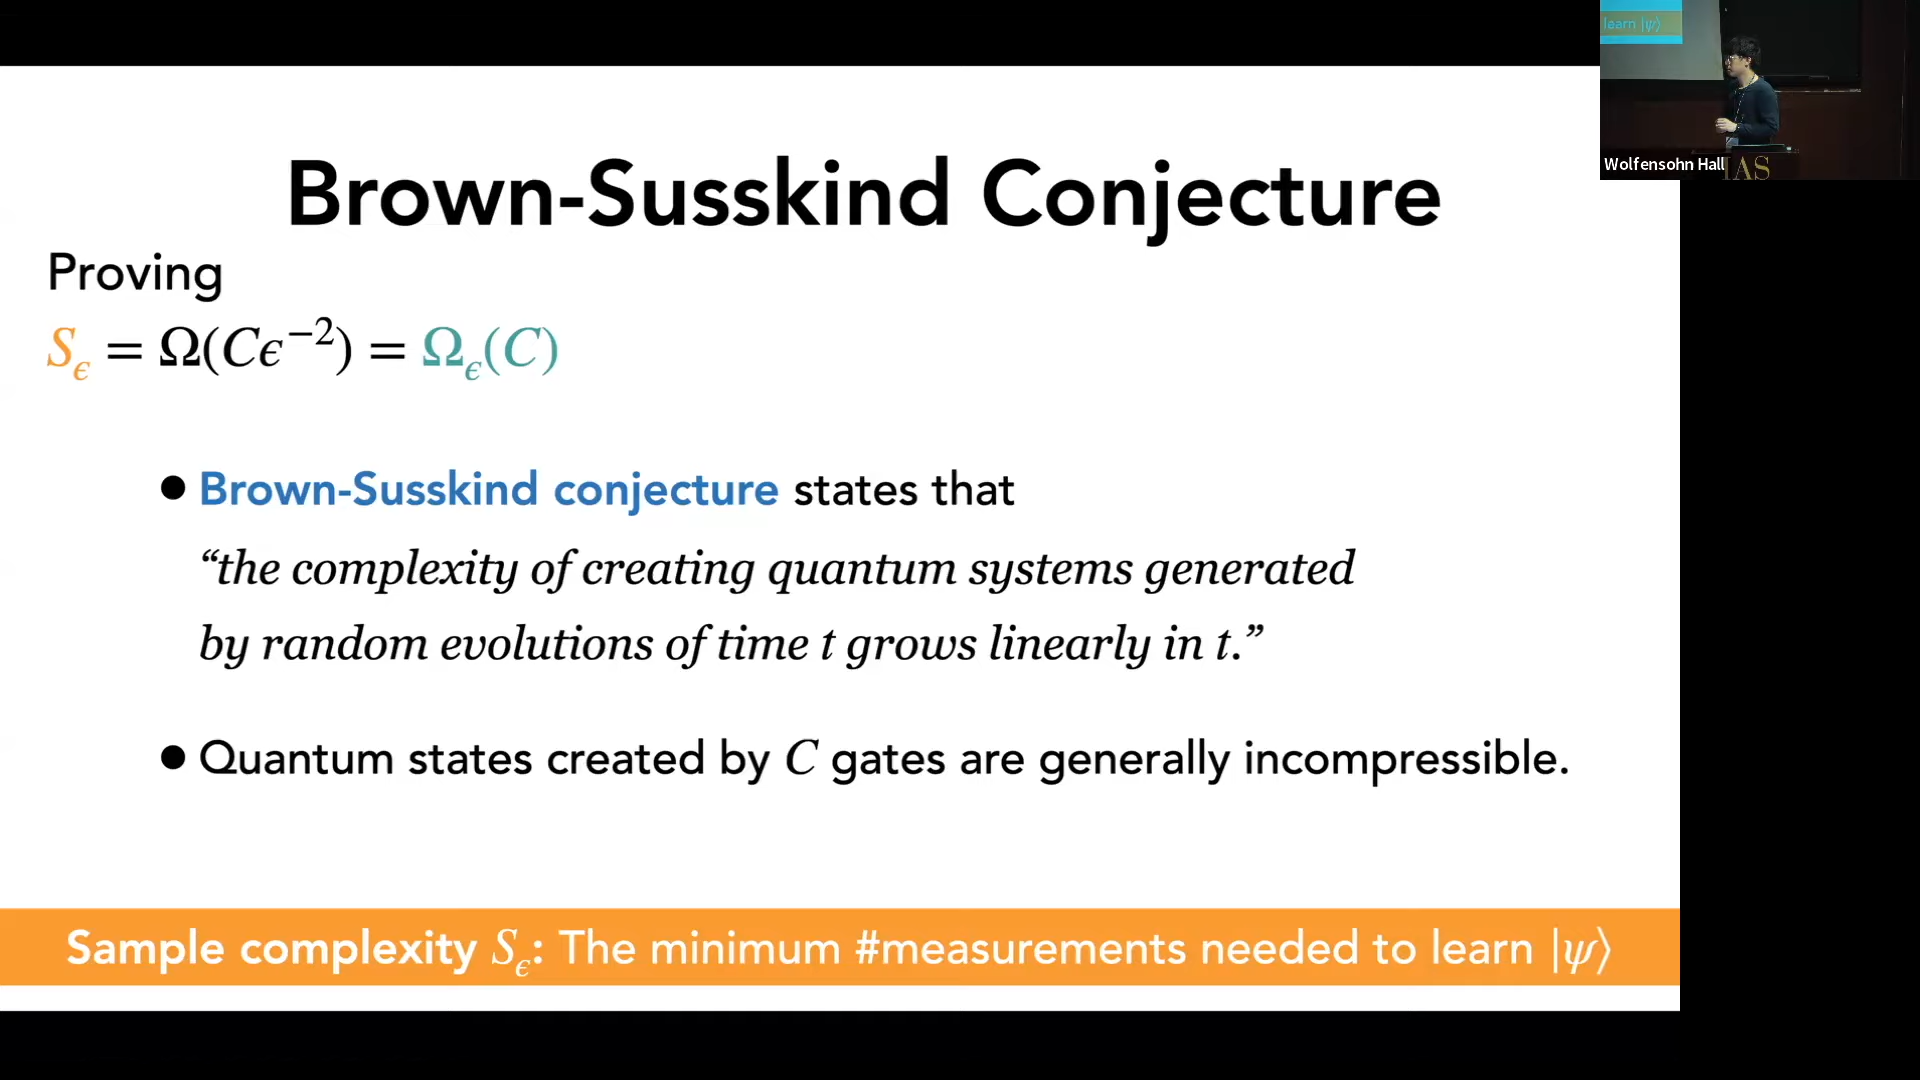 learn |ψ⟩
Wolfensohn Hall
IAS
Brown-Susskind Conjecture
Proving
S_ϵ = Ω(Cϵ⁻²) = Ω_ϵ(C)
● Brown-Susskind conjecture states that
“the complexity of creating quantum systems generated
by random evolutions of time t grows linearly in t.”
● Quantum states created by C gates are generally incompressible.
Sample complexity S_ϵ: The minimum #measurements needed to learn |ψ⟩